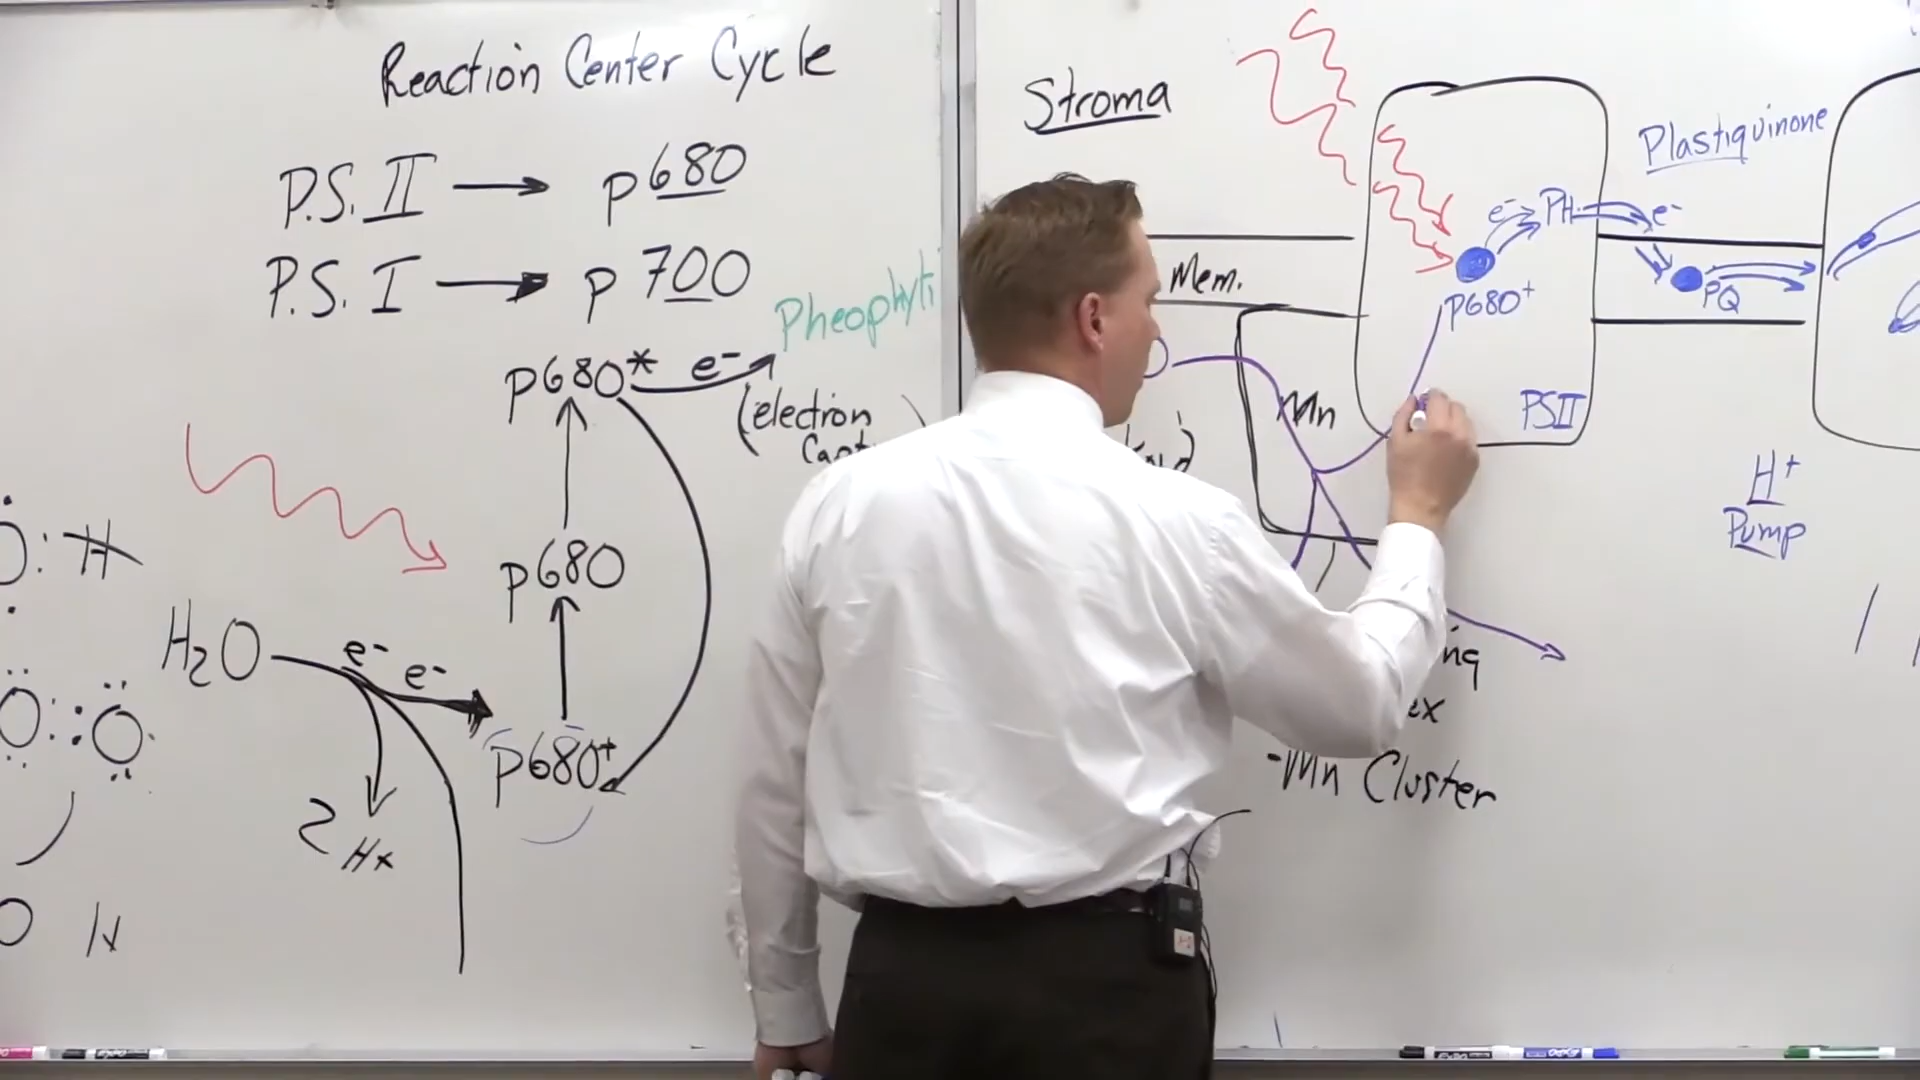 Reaction Center Cycle
P.S. II → P680
P.S. I → P700
Pheophyti
P680* e-
(electron
P680
H2O e- e-
P680+
2 H+
O: H
O::O
O H
Stroma
Mem.
Mn
e- PH e-
P680+
PSII
Plastiquinone
PQ
H+
Pump
-Mn Cluster